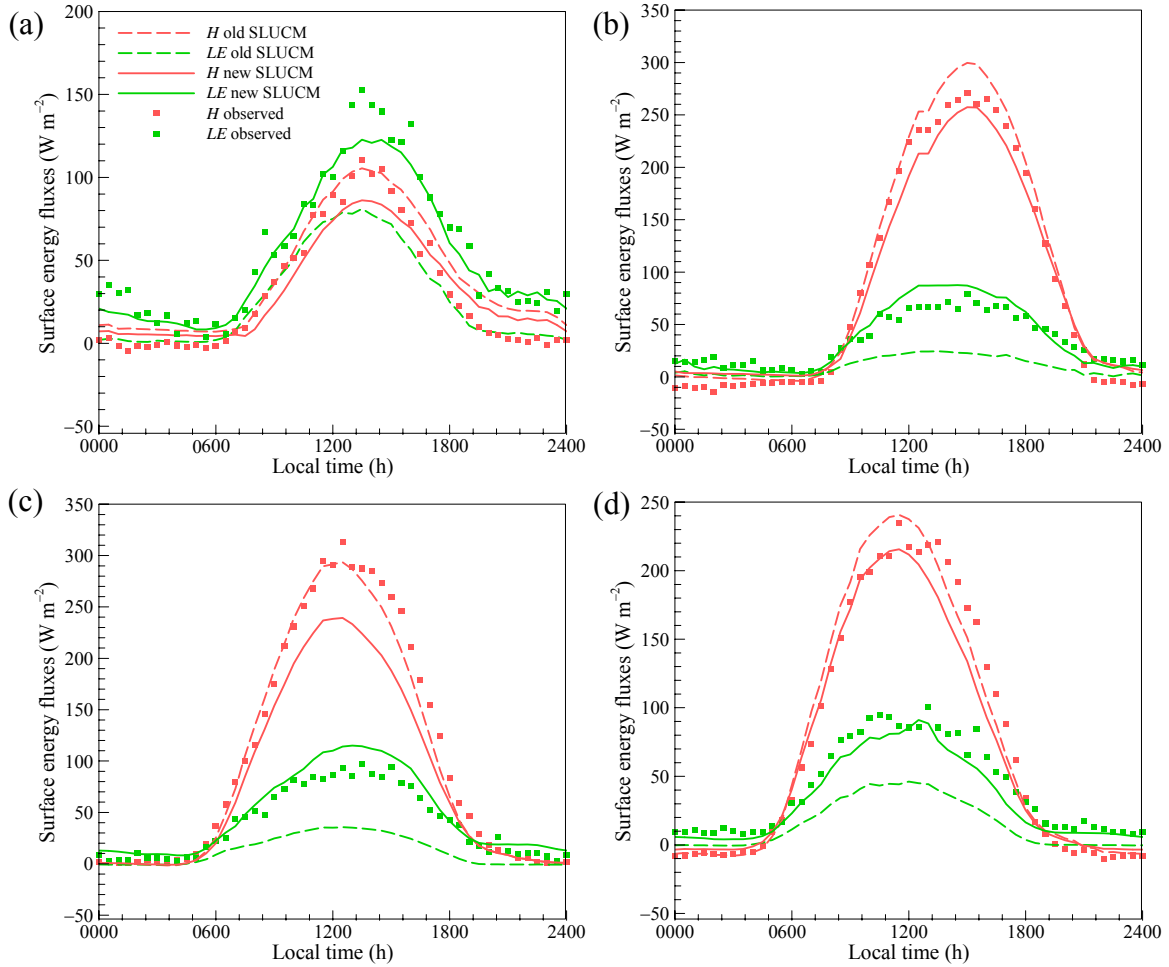 (a)
200
150
100
50
0
−50
Surface energy fluxes (W m−2)
H old SLUCM
LE old SLUCM
H new SLUCM
LE new SLUCM
H observed
LE observed
0000 0600 1200 1800 2400
Local time (h)
(b)
350
300
250
200
150
100
50
0
−50
Surface energy fluxes (W m−2)
0000 0600 1200 1800 2400
Local time (h)
(c)
350
300
250
200
150
100
50
0
−50
Surface energy fluxes (W m−2)
0000 0600 1200 1800 2400
Local time (h)
(d)
250
200
150
100
50
0
−50
Surface energy fluxes (W m−2)
0000 0600 1200 1800 2400
Local time (h)